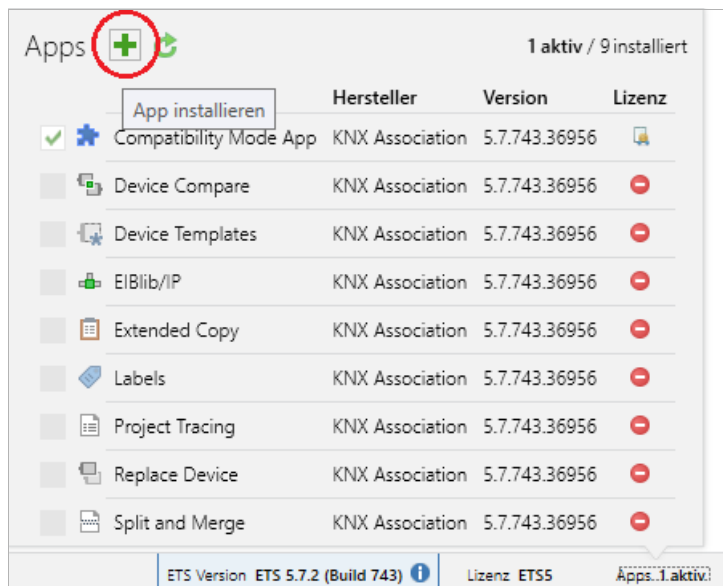 Apps 1 aktiv / 9 installiert
App installieren
Hersteller Version Lizenz
Compatibility Mode App KNX Association 5.7.743.36956
Device Compare KNX Association 5.7.743.36956
Device Templates KNX Association 5.7.743.36956
EIBlib/IP KNX Association 5.7.743.36956
Extended Copy KNX Association 5.7.743.36956
Labels KNX Association 5.7.743.36956
Project Tracing KNX Association 5.7.743.36956
Replace Device KNX Association 5.7.743.36956
Split and Merge KNX Association 5.7.743.36956
ETS Version ETS 5.7.2 (Build 743) Lizenz ETS5 Apps 1 aktiv